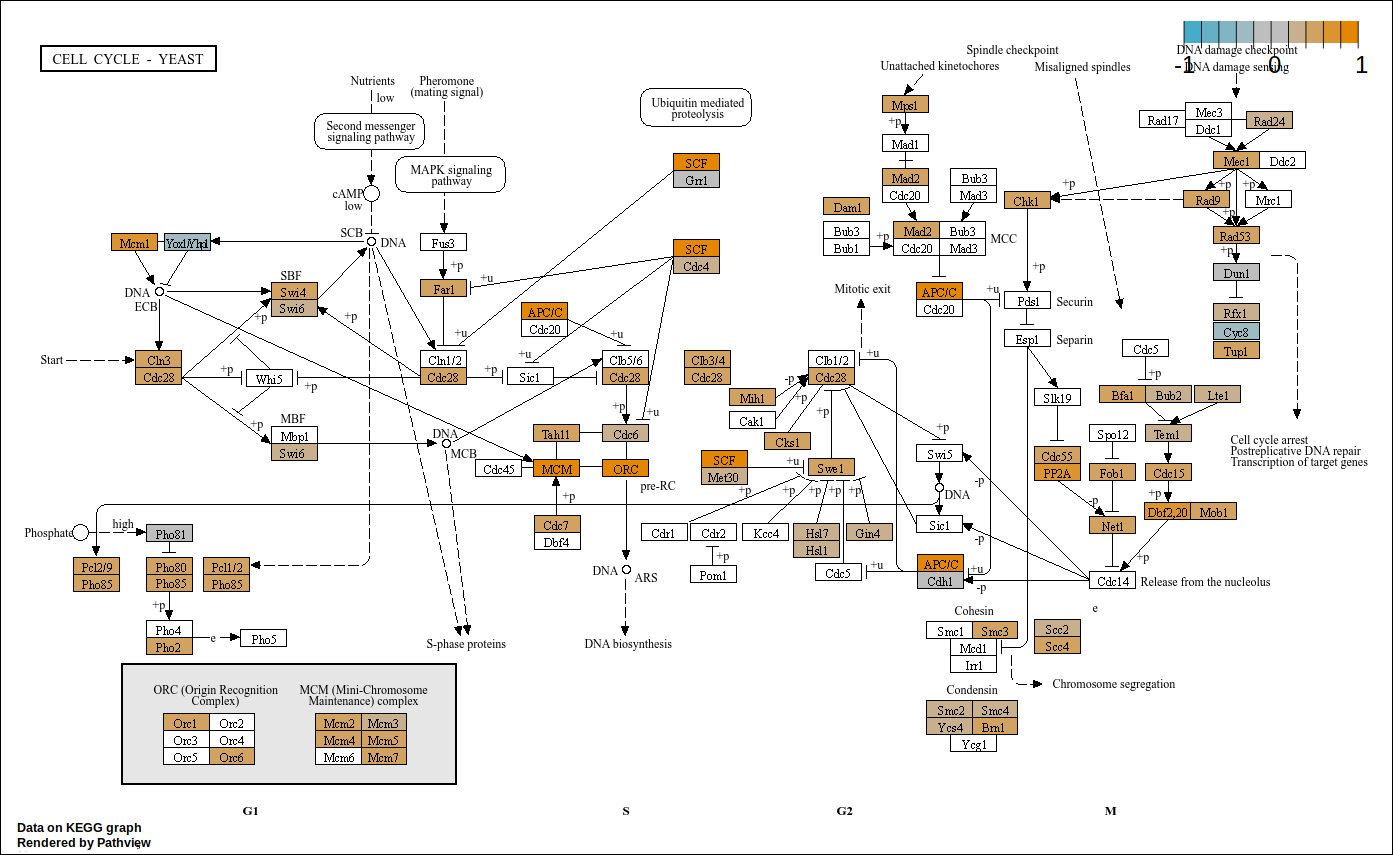 CELL CYCLE - YEAST
Spindle checkpoint
Unattached kinetochores
Misaligned spindles
DNA damage checkpoint
DNA damage sensing
-1
0
1
Nutrients
low
Pheromone
(mating signal)
Second messenger
signaling pathway
MAPK signaling
pathway
Ubiquitin mediated
proteolysis
cAMP
low
SCB
DNA
Mcm1
Yox1/Yhp1
Fus3
+p
Far1
+u
SCF
Grr1
SCF
Cdc4
DNA
ECB
SBF
Swi4
Swi6
+p
+p
+u
APC/C
Cdc20
+u
+u
Start
Cln3
Cdc28
+p
Whi5
+p
Cln1/2
Cdc28
+p
Sic1
Clb5/6
Cdc28
Clb3/4
Cdc28
+p
MBF
Mbp1
Swi6
DNA
MCB
+p
+u
Tah11
Cdc6
Cdc45
MCM
ORC
pre-RC
+p
Cdc7
Dbf4
DNA
ARS
DNA biosynthesis
S-phase proteins
Phosphate
high
Pho81
Pcl2/9
Pho85
Pho80
Pho85
Pcl1/2
Pho85
+p
Pho4
Pho2
e
Pho5
Mps1
+p
Mad1
Mad2
Cdc20
Bub3
Mad3
Dam1
Bub3
Bub1
+p
Mad2
Cdc20
Bub3
Mad3
MCC
Mitotic exit
APC/C
Cdc20
+u
Chk1
+p
+p
Pds1
Securin
Esp1
Separin
Rad17
Mec3
Ddc1
Rad24
Mec1
Ddc2
+p
+p
Rad9
Mrc1
+p
Rad53
+p
Dun1
Rfx1
Cyc8
Tup1
Clb1/2
Cdc28
+u
Mih1
-p
Cak1
+p
Cks1
+p
SCF
Met30
+u
Swe1
+p
+p
+p
+p
+p
Cdr1
Cdr2
Kcc4
Hsl7
Hsl1
Gin4
+p
Pom1
Cdc5
+u
Swi5
DNA
Sic1
-p
-p
APC/C
Cdh1
+u
-p
Slk19
Cdc5
+p
Bfa1
Bub2
Lte1
Tem1
Spo12
Cdc55
PP2A
Fob1
Cdc15
-p
+p
Net1
Dbf2,20
Mob1
+p
Cdc14
Release from the nucleolus
e
Cell cycle arrest
Postreplicative DNA repair
Transcription of target genes
Cohesin
Smc1
Smc3
Mcd1
Irr1
Scc2
Scc4
Chromosome segregation
Condensin
Smc2
Smc4
Ycs4
Brn1
Ycg1
ORC (Origin Recognition
Complex)
Orc1
Orc2
Orc3
Orc4
Orc5
Orc6
MCM (Mini-Chromosome
Maintenance) complex
Mcm2
Mcm3
Mcm4
Mcm5
Mcm6
Mcm7
G1
S
G2
M
Data on KEGG graph
Rendered by Pathview